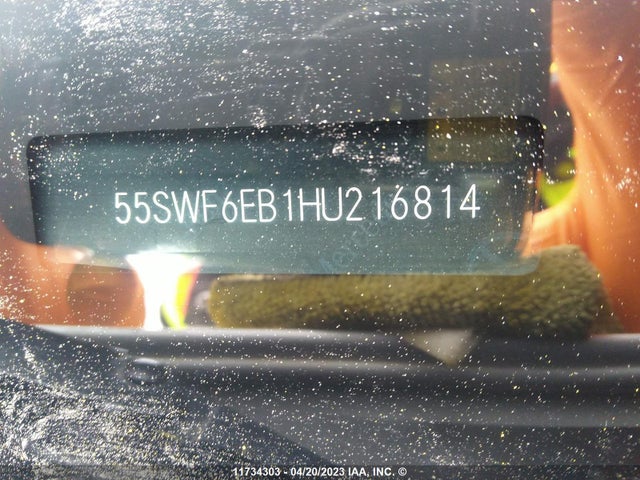 55SWF6EB1HU216814
11734303 - 04/20/2023 IAA, INC. ©